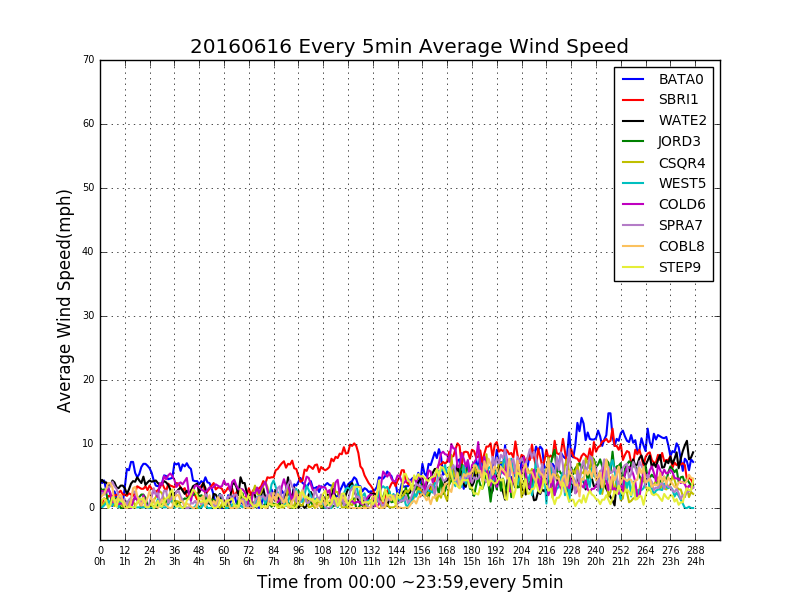 20160616 Every 5min Average Wind Speed
Average Wind Speed(mph)
70
60
50
40
30
20
10
0
BATA0
SBRI1
WATE2
JORD3
CSQR4
WEST5
COLD6
SPRA7
COBL8
STEP9
0 12 24 36 48 60 72 84 96 108 120 132 144 156 168 180 192 204 216 228 240 252 264 276 288
0h 1h 2h 3h 4h 5h 6h 7h 8h 9h 10h 11h 12h 13h 14h 15h 16h 17h 18h 19h 20h 21h 22h 23h 24h
Time from 00:00 ~23:59,every 5min